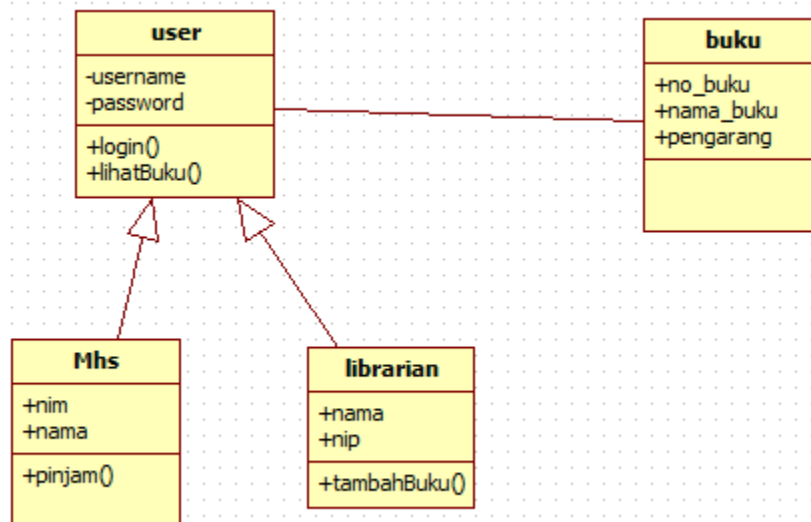 user
-username
-password
+login()
+lihatBuku()
buku
+no_buku
+nama_buku
+pengarang
Mhs
+nim
+nama
+pinjam()
librarian
+nama
+nip
+tambahBuku()